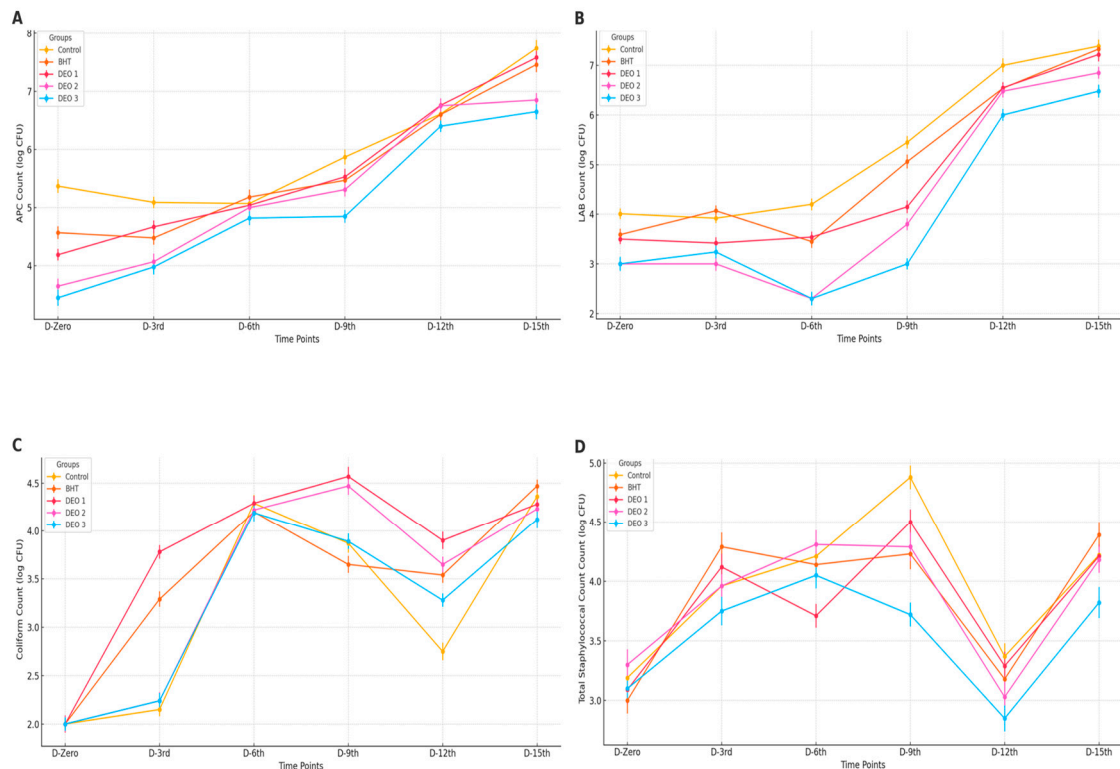 A
Groups
Control
BHT
DEO 1
DEO 2
DEO 3
8
7
6
5
4
APC Count (log CFU)
D-Zero D-3rd D-6th D-9th D-12th D-15th
Time Points
B
Groups
Control
BHT
DEO 1
DEO 2
DEO 3
7
6
5
4
3
2
LAB Count (log CFU)
D-Zero D-3rd D-6th D-9th D-12th D-15th
Time Points
C
Groups
Control
BHT
DEO 1
DEO 2
DEO 3
4.5
4.0
3.5
3.0
2.5
2.0
Coliform Count (log CFU)
D-Zero D-3rd D-6th D-9th D-12th D-15th
Time Points
D
Groups
Control
BHT
DEO 1
DEO 2
DEO 3
5.0
4.5
4.0
3.5
3.0
Total Staphylococcal Count Count (log CFU)
D-Zero D-3rd D-6th D-9th D-12th D-15th
Time Points